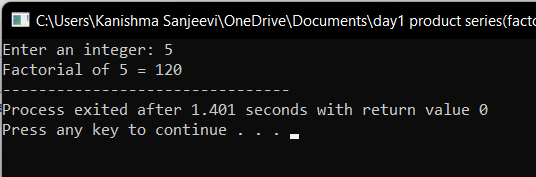 C:\Users\Kanishma Sanjeevi\OneDrive\Documents\day1 product series(facto
Enter an integer: 5
Factorial of 5 = 120
--------------------------------
Process exited after 1.401 seconds with return value 0
Press any key to continue . . .